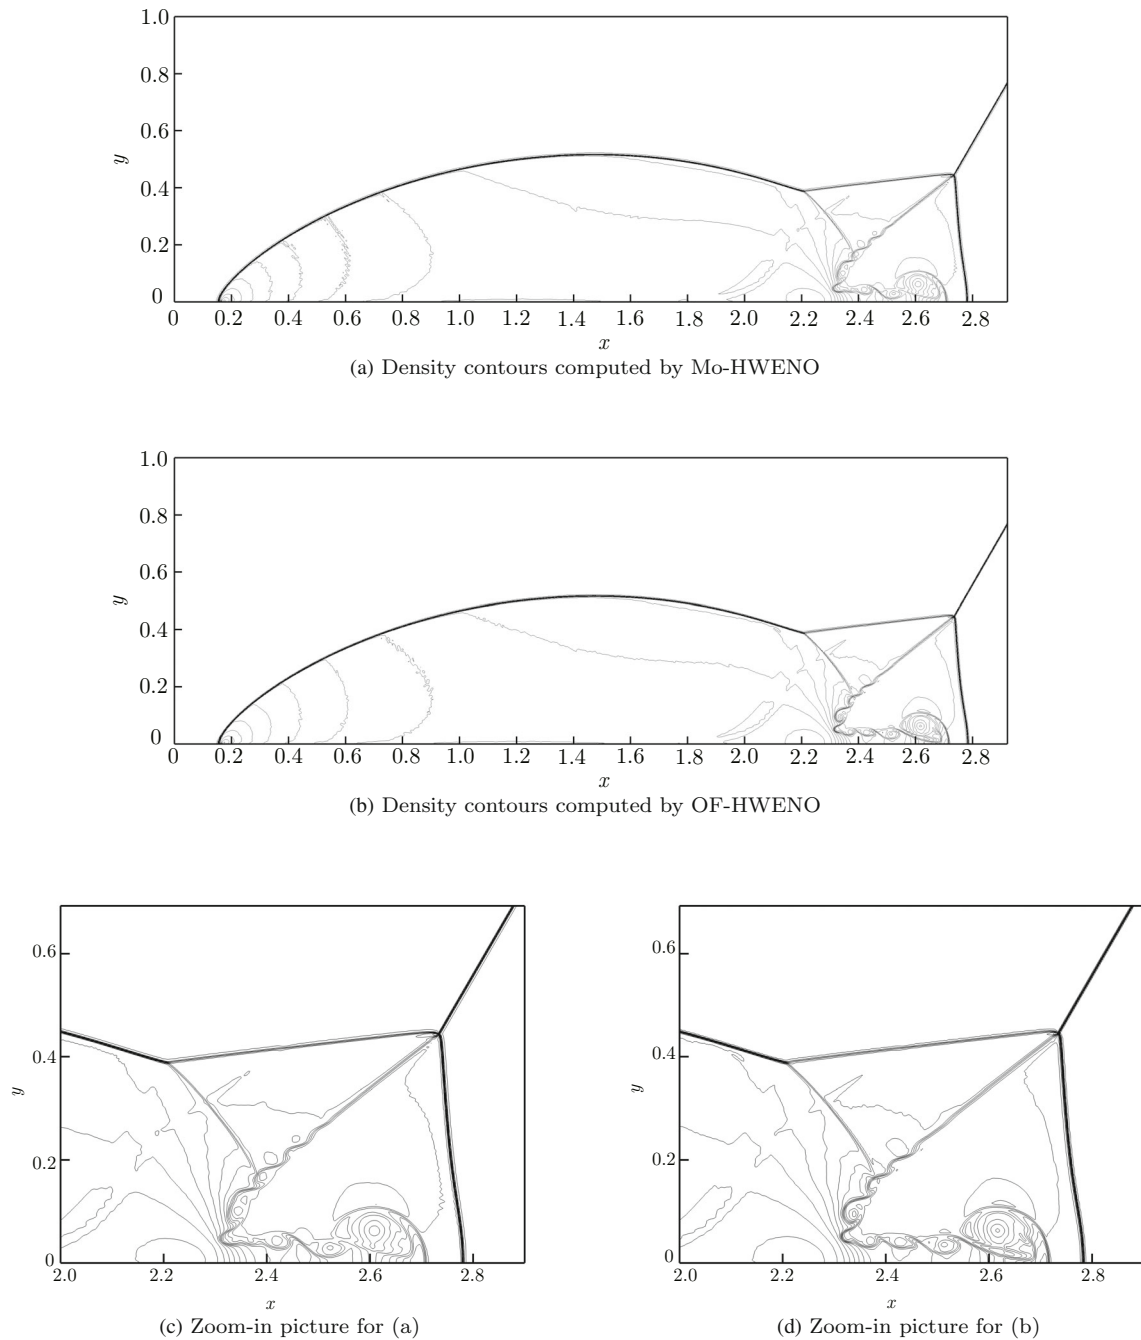 1.0
0.8
0.6
y
0.4
0.2
0
0 0.2 0.4 0.6 0.8 1.0 1.2 1.4 1.6 1.8 2.0 2.2 2.4 2.6 2.8
x
(a) Density contours computed by Mo-HWENO
1.0
0.8
0.6
y
0.4
0.2
0
0 0.2 0.4 0.6 0.8 1.0 1.2 1.4 1.6 1.8 2.0 2.2 2.4 2.6 2.8
x
(b) Density contours computed by OF-HWENO
0.6
0.4
y
0.2
0
2.0 2.2 2.4 2.6 2.8
x
(c) Zoom-in picture for (a)
0.6
0.4
y
0.2
0
2.0 2.2 2.4 2.6 2.8
x
(d) Zoom-in picture for (b)